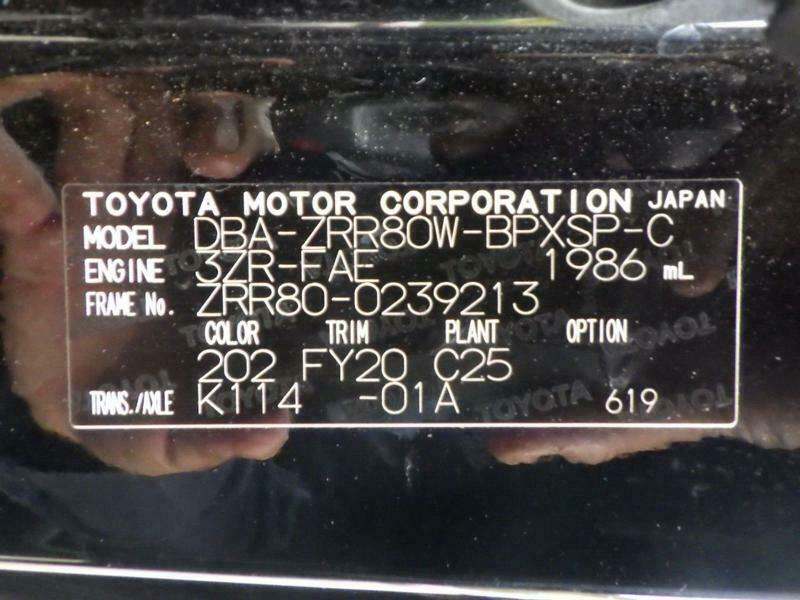 TOYOTA MOTOR CORPORATION JAPAN
MODEL DBA-ZRR80W-BPXSP-C
ENGINE 3ZR-FAE 1986 mL
FRAME No. ZRR80-0239213
COLOR TRIM PLANT OPTION
202 FY20 C25
TRANS./AXLE K114 -01A 619